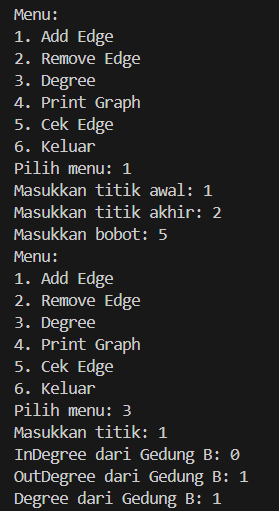 Menu:
1. Add Edge
2. Remove Edge
3. Degree
4. Print Graph
5. Cek Edge
6. Keluar
Pilih menu: 1
Masukkan titik awal: 1
Masukkan titik akhir: 2
Masukkan bobot: 5
Menu:
1. Add Edge
2. Remove Edge
3. Degree
4. Print Graph
5. Cek Edge
6. Keluar
Pilih menu: 3
Masukkan titik: 1
InDegree dari Gedung B: 0
OutDegree dari Gedung B: 1
Degree dari Gedung B: 1